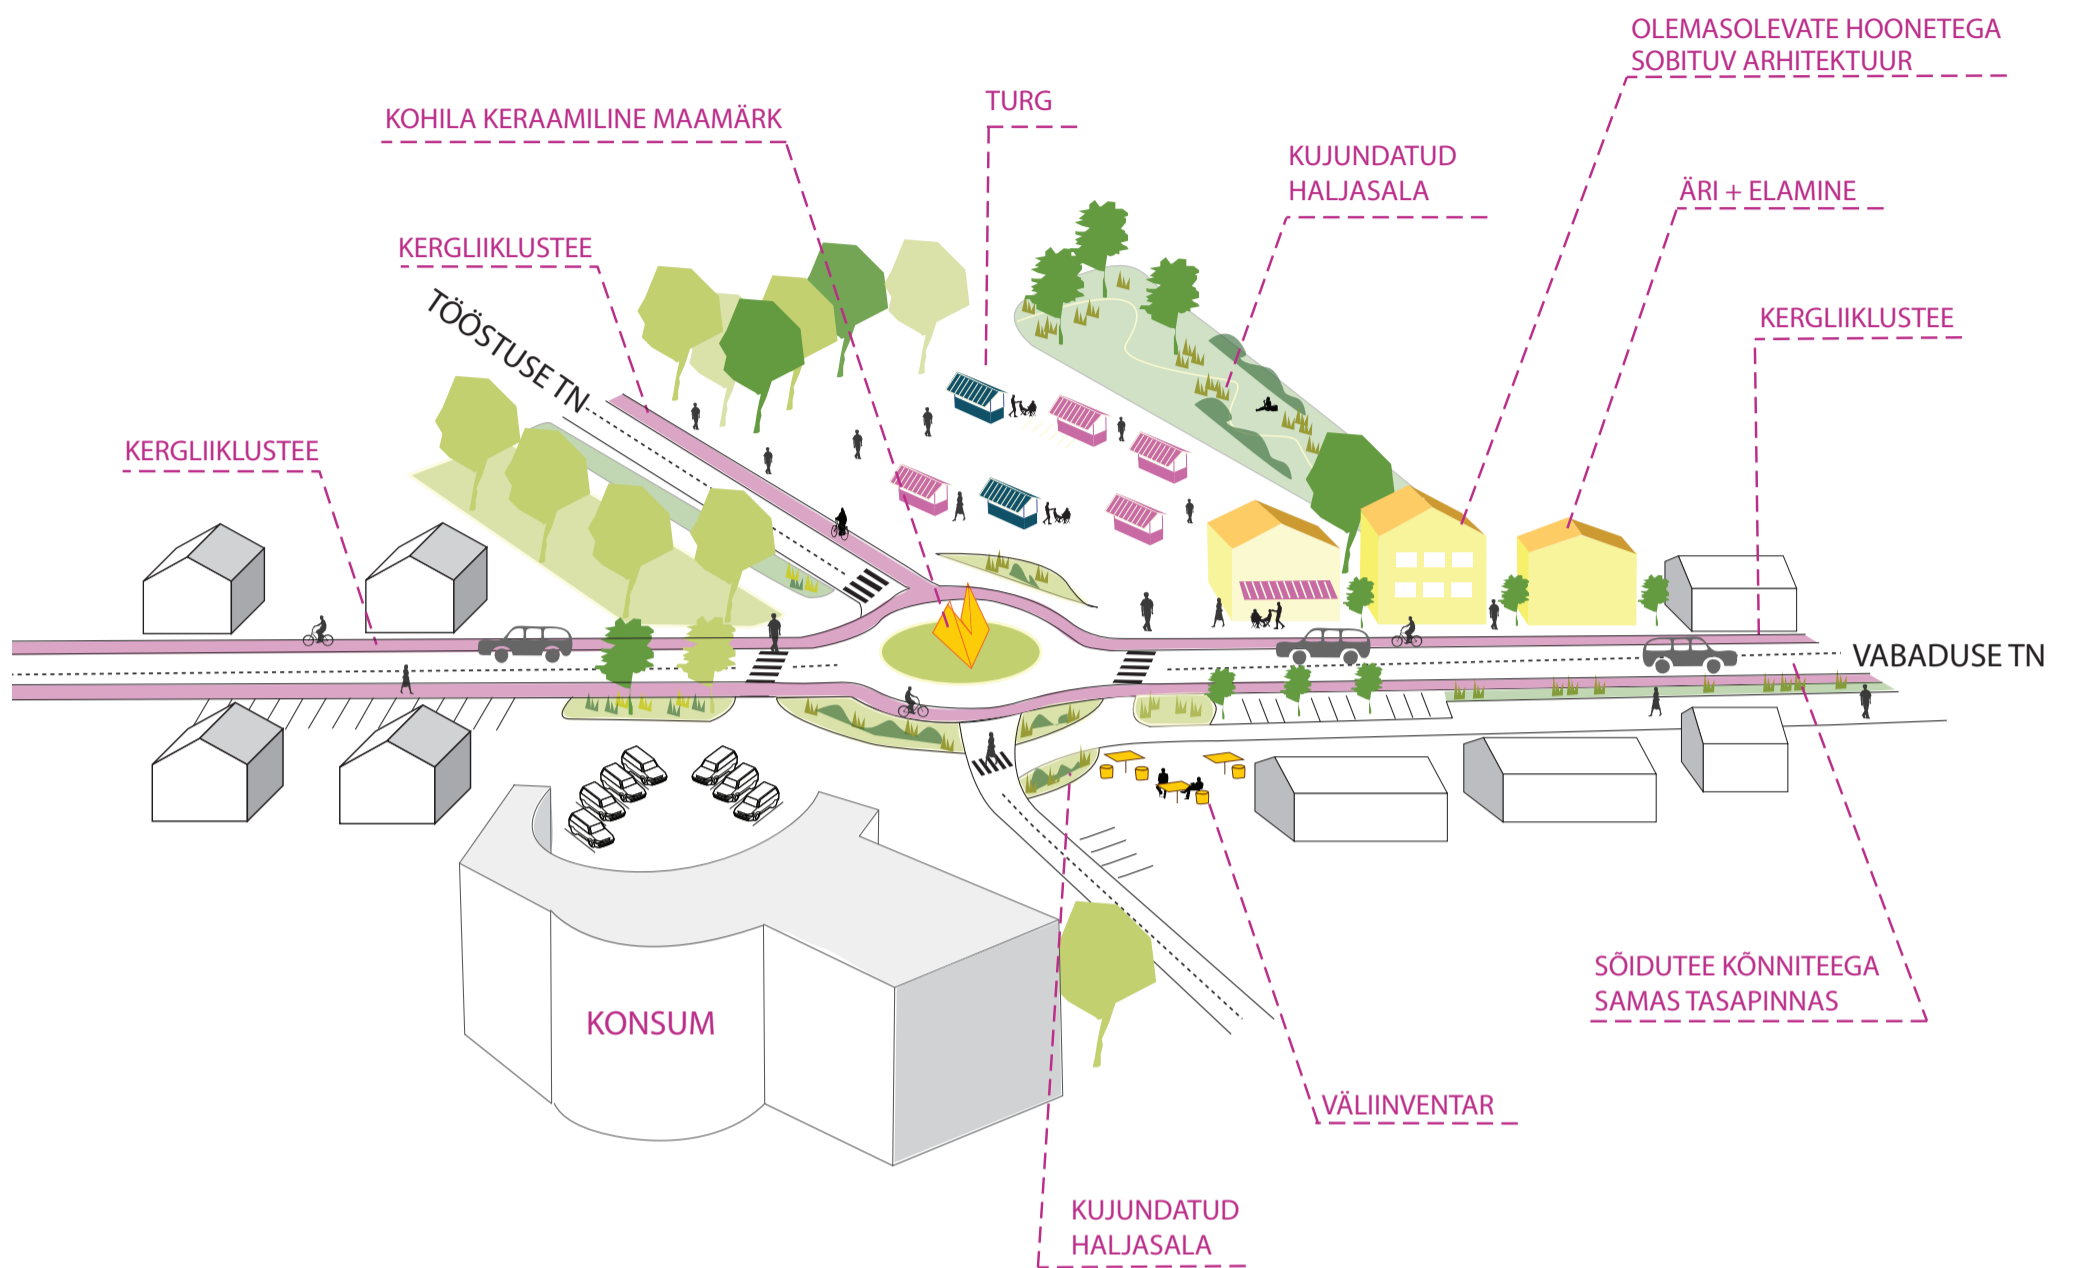 OLEMASOLEVATE HOONETEGA
SOBITUV ARHITEKTUUR
TURG
KOHILA KERAAMILINE MAAMÄRK
KUJUNDATUD
HALJASALA
ÄRI + ELAMINE
KERGLIIKLUSTEE
TÖÖSTUSE TN
KERGLIIKLUSTEE
KERGLIIKLUSTEE
VABADUSE TN
SÕIDUTEE KÕNNITEEGA
SAMAS TASAPINNAS
KONSUM
VÄLIINVENTAR
KUJUNDATUD
HALJASALA